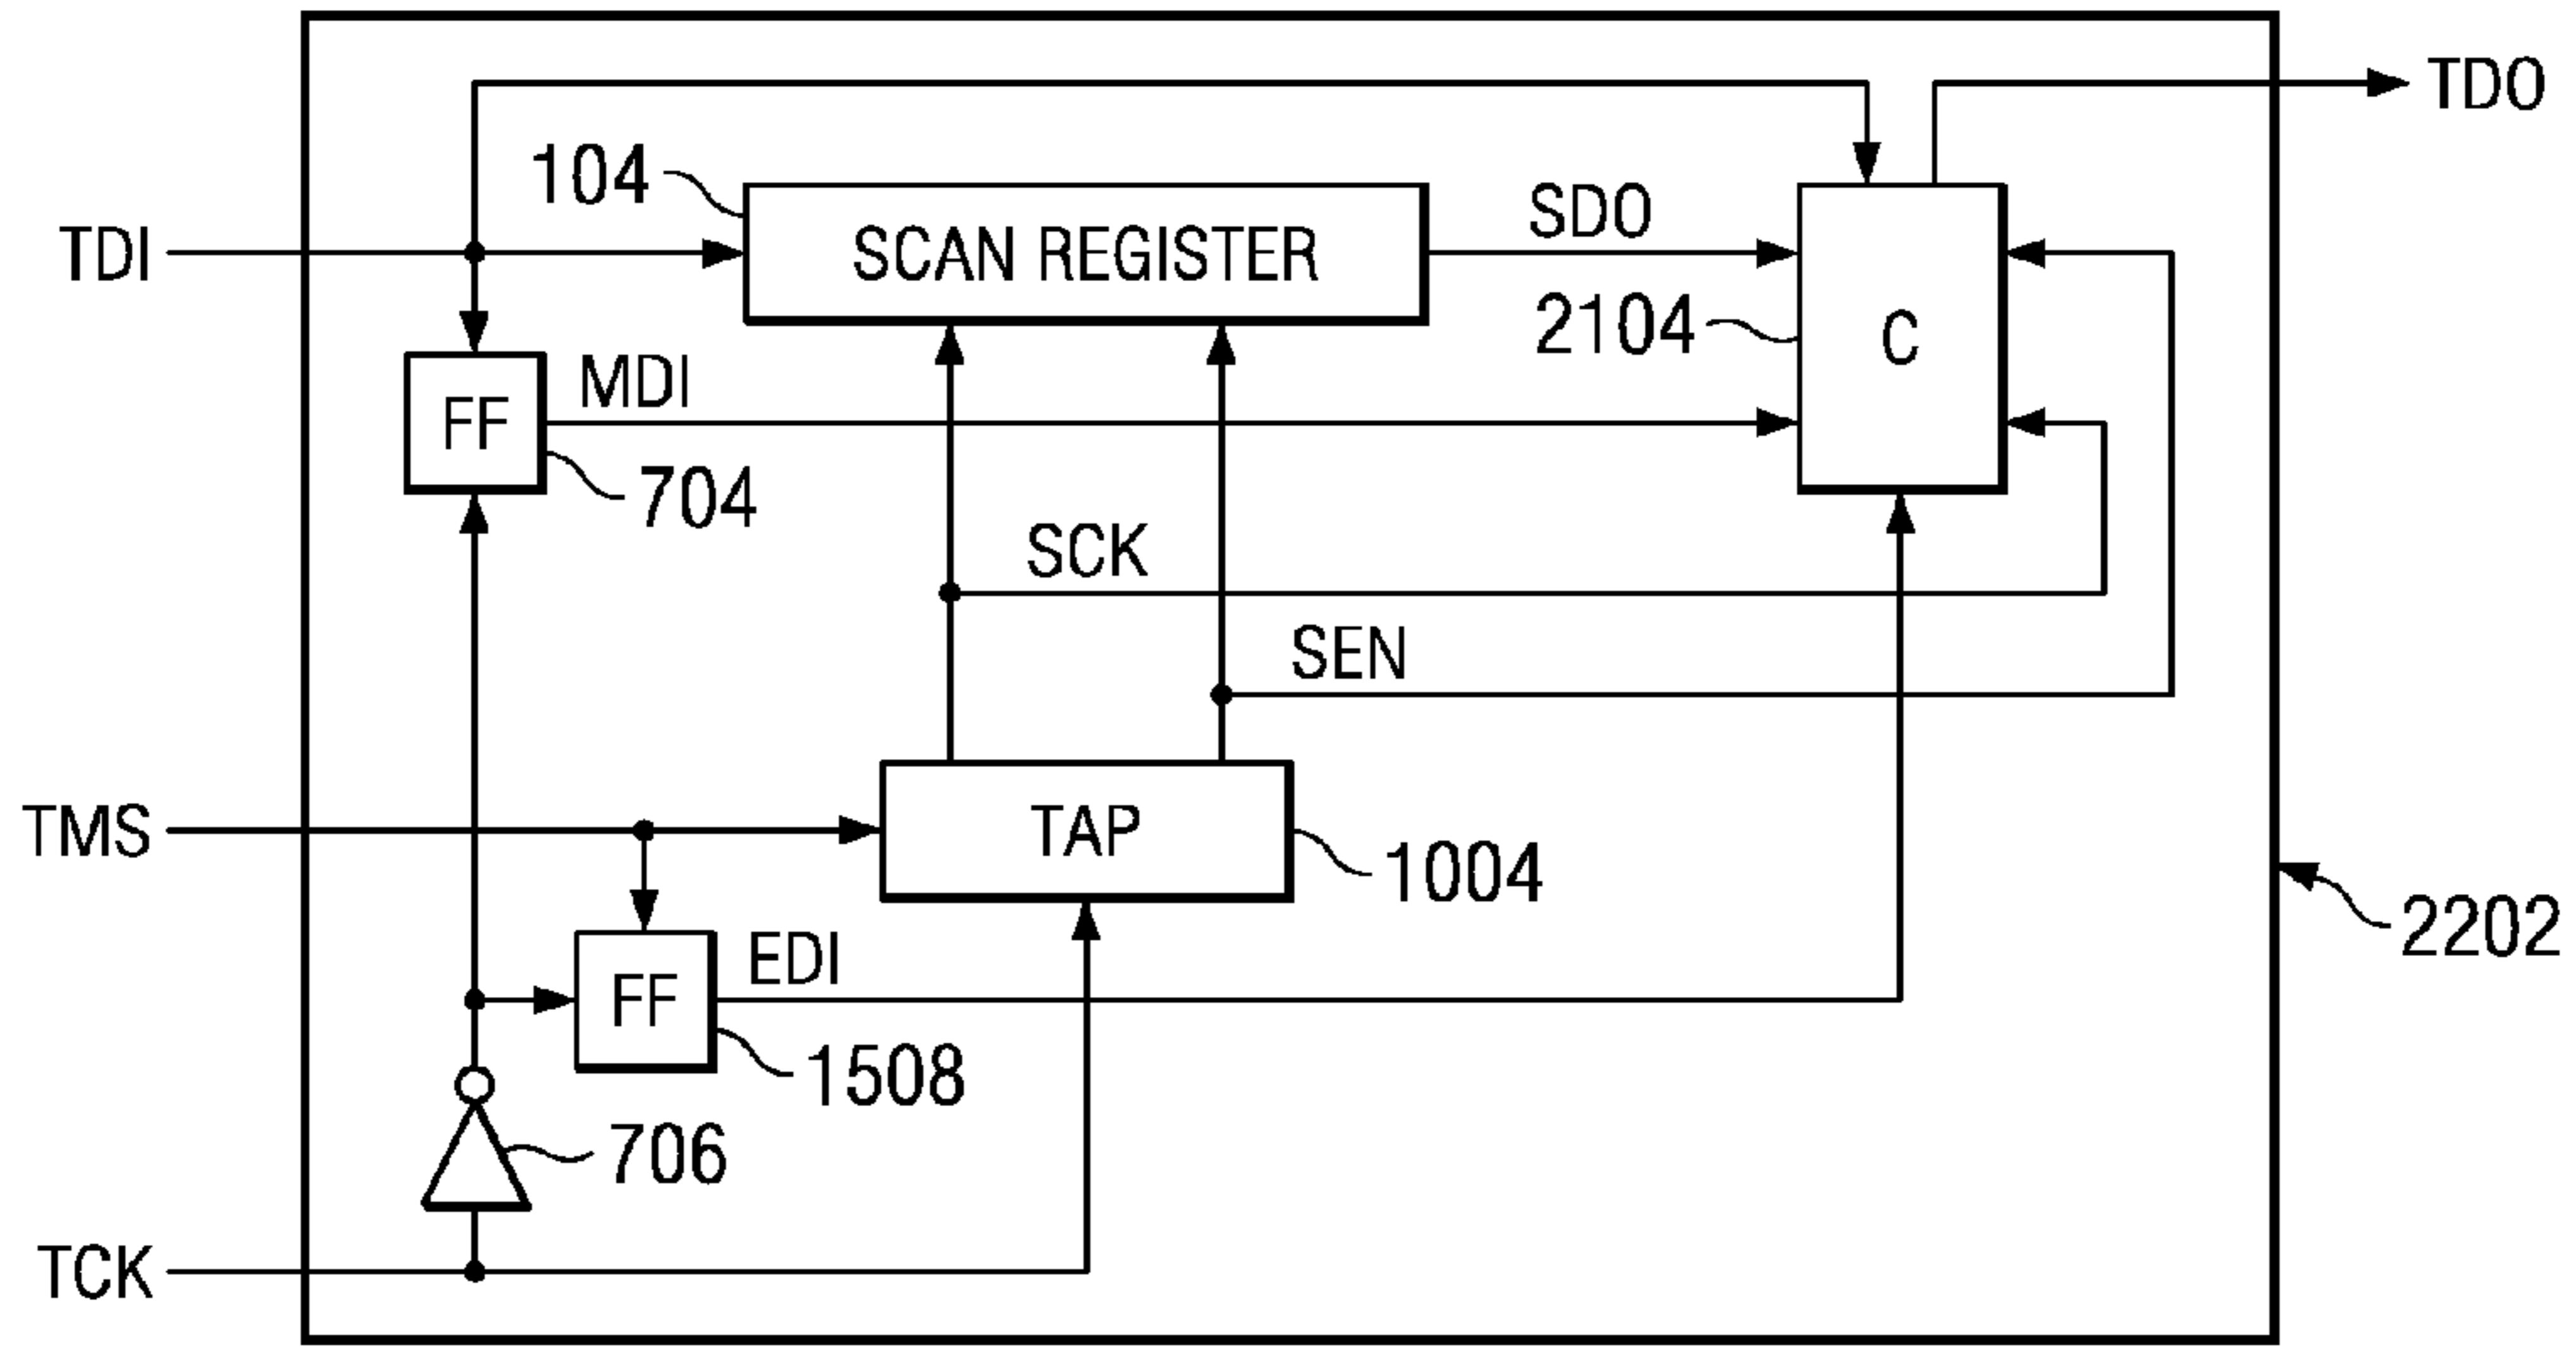 TDO
104
TDI
SCAN REGISTER
SDO
2104
C
MDI
FF
704
SCK
SEN
TMS
TAP
1004
2202
EDI
FF
1508
706
TCK